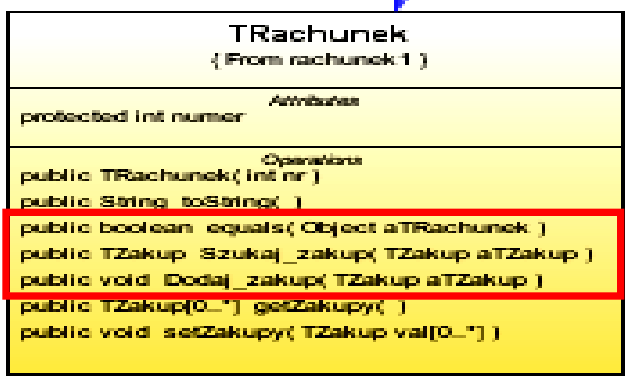 TRachunek
{ From rachunek1 }
Attributes
protected int numer
Operations
public TRachunek( int nr )
public String toString( )
public boolean equals( Object aTRachunek )
public TZakup Szukaj_zakup( TZakup aTZakup )
public void Dodaj_zakup( TZakup aTZakup )
public TZakup[0..*] getZakupy( )
public void setZakupy( TZakup val[0..*] )